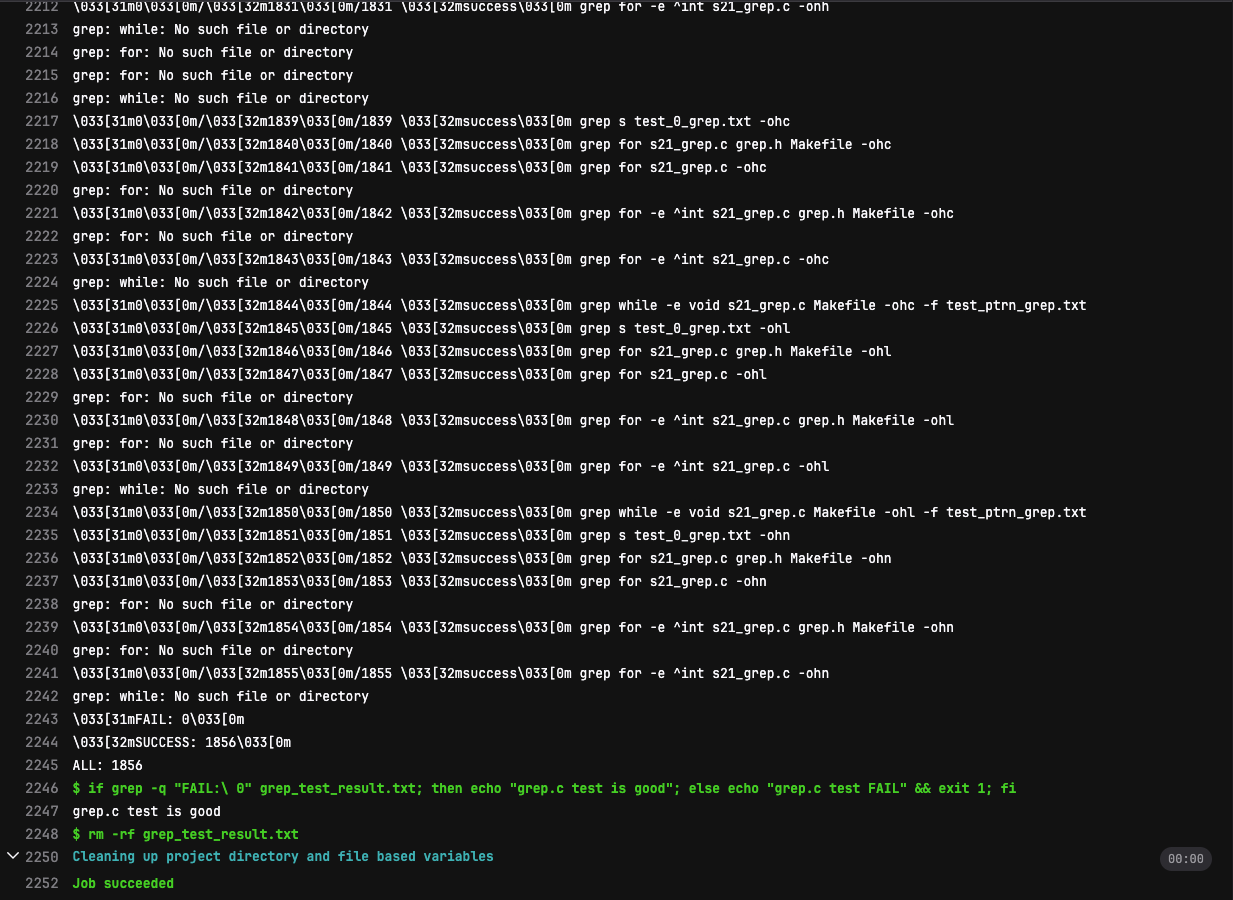 2212 \033[31m0\033[0m/\033[32m1831\033[0m/1831 \033[32msuccess\033[0m grep for -e ^int s21_grep.c -onh
2213 grep: while: No such file or directory
2214 grep: for: No such file or directory
2215 grep: for: No such file or directory
2216 grep: while: No such file or directory
2217 \033[31m0\033[0m/\033[32m1839\033[0m/1839 \033[32msuccess\033[0m grep s test_0_grep.txt -ohc
2218 \033[31m0\033[0m/\033[32m1840\033[0m/1840 \033[32msuccess\033[0m grep for s21_grep.c grep.h Makefile -ohc
2219 \033[31m0\033[0m/\033[32m1841\033[0m/1841 \033[32msuccess\033[0m grep for s21_grep.c -ohc
2220 grep: for: No such file or directory
2221 \033[31m0\033[0m/\033[32m1842\033[0m/1842 \033[32msuccess\033[0m grep for -e ^int s21_grep.c grep.h Makefile -ohc
2222 grep: for: No such file or directory
2223 \033[31m0\033[0m/\033[32m1843\033[0m/1843 \033[32msuccess\033[0m grep for -e ^int s21_grep.c -ohc
2224 grep: while: No such file or directory
2225 \033[31m0\033[0m/\033[32m1844\033[0m/1844 \033[32msuccess\033[0m grep while -e void s21_grep.c Makefile -ohc -f test_ptrn_grep.txt
2226 \033[31m0\033[0m/\033[32m1845\033[0m/1845 \033[32msuccess\033[0m grep s test_0_grep.txt -ohl
2227 \033[31m0\033[0m/\033[32m1846\033[0m/1846 \033[32msuccess\033[0m grep for s21_grep.c grep.h Makefile -ohl
2228 \033[31m0\033[0m/\033[32m1847\033[0m/1847 \033[32msuccess\033[0m grep for s21_grep.c -ohl
2229 grep: for: No such file or directory
2230 \033[31m0\033[0m/\033[32m1848\033[0m/1848 \033[32msuccess\033[0m grep for -e ^int s21_grep.c grep.h Makefile -ohl
2231 grep: for: No such file or directory
2232 \033[31m0\033[0m/\033[32m1849\033[0m/1849 \033[32msuccess\033[0m grep for -e ^int s21_grep.c -ohl
2233 grep: while: No such file or directory
2234 \033[31m0\033[0m/\033[32m1850\033[0m/1850 \033[32msuccess\033[0m grep while -e void s21_grep.c Makefile -ohl -f test_ptrn_grep.txt
2235 \033[31m0\033[0m/\033[32m1851\033[0m/1851 \033[32msuccess\033[0m grep s test_0_grep.txt -ohn
2236 \033[31m0\033[0m/\033[32m1852\033[0m/1852 \033[32msuccess\033[0m grep for s21_grep.c grep.h Makefile -ohn
2237 \033[31m0\033[0m/\033[32m1853\033[0m/1853 \033[32msuccess\033[0m grep for s21_grep.c -ohn
2238 grep: for: No such file or directory
2239 \033[31m0\033[0m/\033[32m1854\033[0m/1854 \033[32msuccess\033[0m grep for -e ^int s21_grep.c grep.h Makefile -ohn
2240 grep: for: No such file or directory
2241 \033[31m0\033[0m/\033[32m1855\033[0m/1855 \033[32msuccess\033[0m grep for -e ^int s21_grep.c -ohn
2242 grep: while: No such file or directory
2243 \033[31mFAIL: 0\033[0m
2244 \033[32mSUCCESS: 1856\033[0m
2245 ALL: 1856
2246 $ if grep -q "FAIL:\ 0" grep_test_result.txt; then echo "grep.c test is good"; else echo "grep.c test FAIL" && exit 1; fi
2247 grep.c test is good
2248 $ rm -rf grep_test_result.txt
2250 Cleaning up project directory and file based variables 00:00
2252 Job succeeded